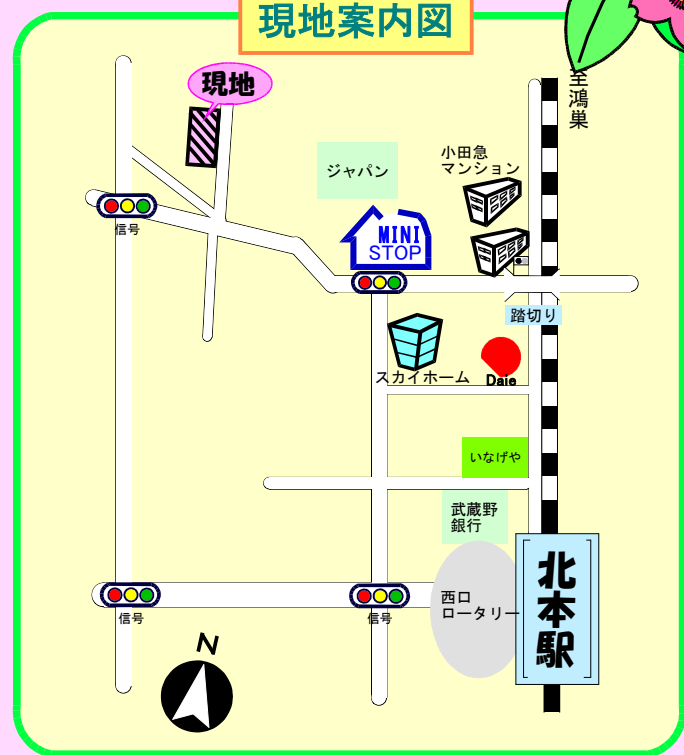 現地案内図
現地
至鴻巣
小田急
マンション
ジャパン
信号
MINI
STOP
踏切り
スカイホーム
Daie
いなげや
武蔵野
銀行
北本駅
西口
ロータリー
信号
信号
N